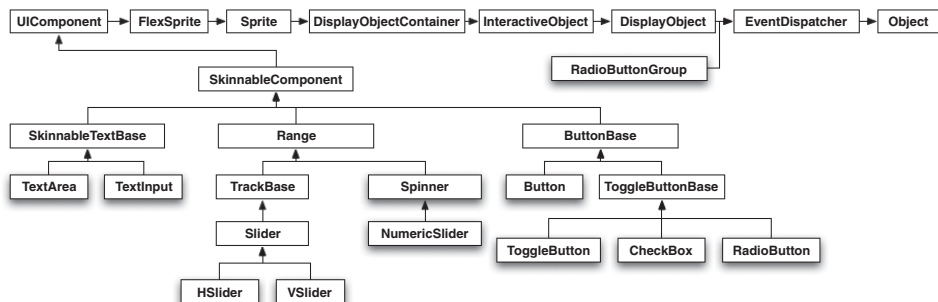 UIComponent
FlexSprite
Sprite
DisplayObjectContainer
InteractiveObject
DisplayObject
EventDispatcher
Object
RadioButtonGroup
SkinnableComponent
SkinnableTextBase
Range
ButtonBase
TextArea
TextInput
TrackBase
Spinner
Button
ToggleButtonBase
Slider
NumericSlider
ToggleButton
CheckBox
RadioButton
HSlider
VSlider